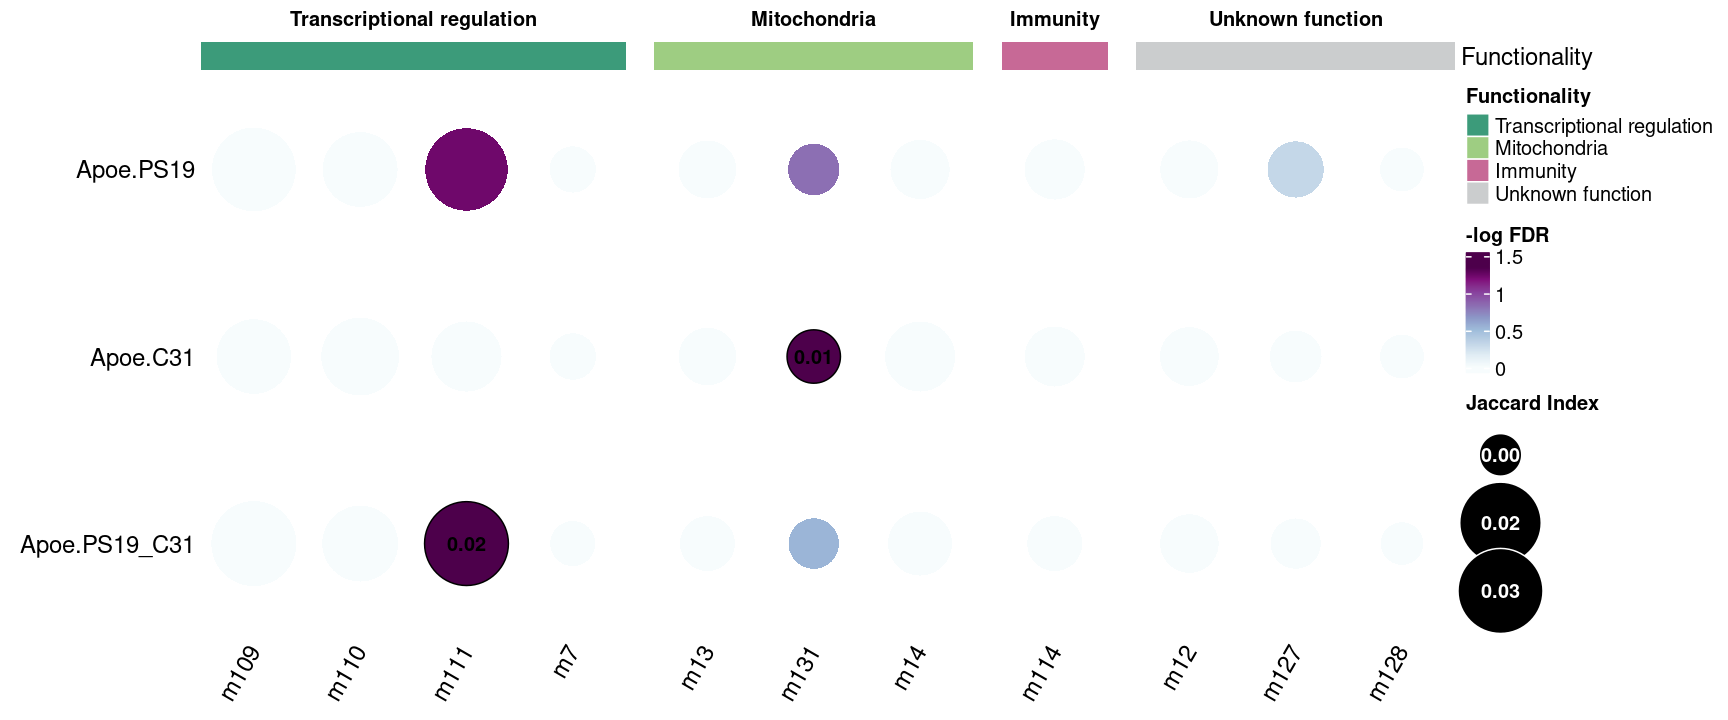 Transcriptional regulation
Mitochondria
Immunity
Unknown function
Functionality
Functionality
Transcriptional regulation
Mitochondria
Immunity
Unknown function
-log FDR
1.5
1
0.5
0
Jaccard Index
0.00
0.02
0.03
Apoe.PS19
Apoe.C31
0.01
Apoe.PS19_C31
0.02
m109
m110
m111
m7
m13
m131
m14
m114
m12
m127
m128